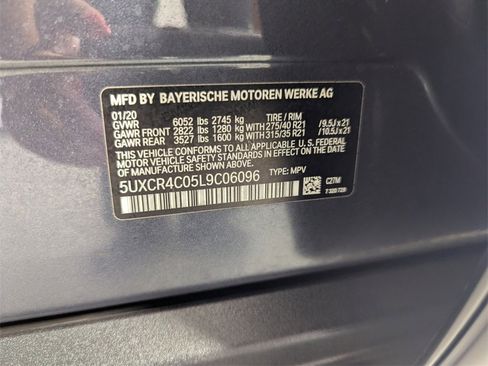 MFD BY BAYERISCHE MOTOREN WERKE AG
01/20 TIRE / RIM
GVWR 6052 lbs 2745 kg
GAWR FRONT 2822 lbs 1280 kg WITH 275/40 R21 / 9.5J x 21
GAWR REAR 3527 lbs 1600 kg WITH 315/35 R21 / 10.5J x 21
THIS VEHICLE CONFORMS TO ALL APPLICABLE U. S. FEDERAL
MOTOR VEHICLE SAFETY STANDARDS IN EFFECT ON THE
DATE OF MANUFACTURE SHOWN ABOVE.
5UXCR4C05L9C06096 TYPE: MPV
C27M